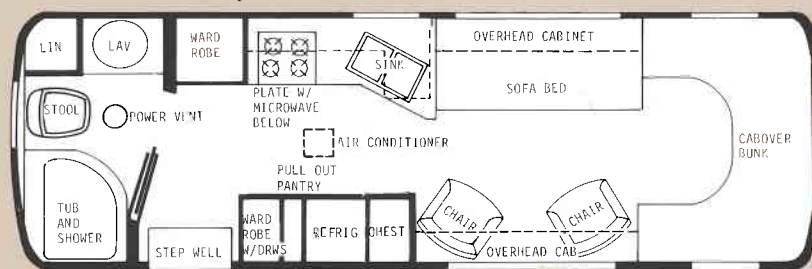 LIN
LAV
WARD
ROBE
SINK
OVERHEAD CABINET
SOFA BED
STOOL
POWER VENT
PLATE W/
MICROWAVE
BELOW
AIR CONDITIONER
CABOVER
BUNK
PULL OUT
PANTRY
TUB
AND
SHOWER
STEP WELL
WARD
ROBE
W/DRWS
REFRIG
CHEST
CHAIR
CHAIR
OVERHEAD CAB